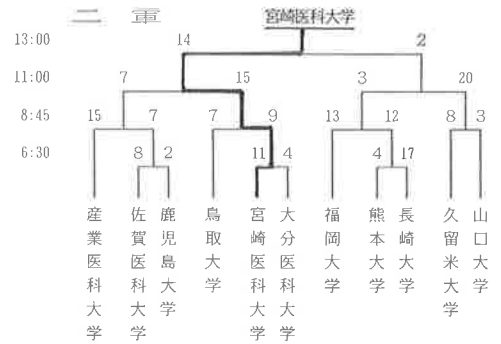 二軍
宮崎医科大学
13:00 14 2
11:00 7 15 3 20
8:45 15 7 7 9 13 12 8 3
6:30 8 2 11 4 4 17
産業医科大学
佐賀医科大学
鹿児島大学
鳥取大学
宮崎医科大学
大分医科大学
福岡大学
熊本大学
長崎大学
久留米大学
山口大学